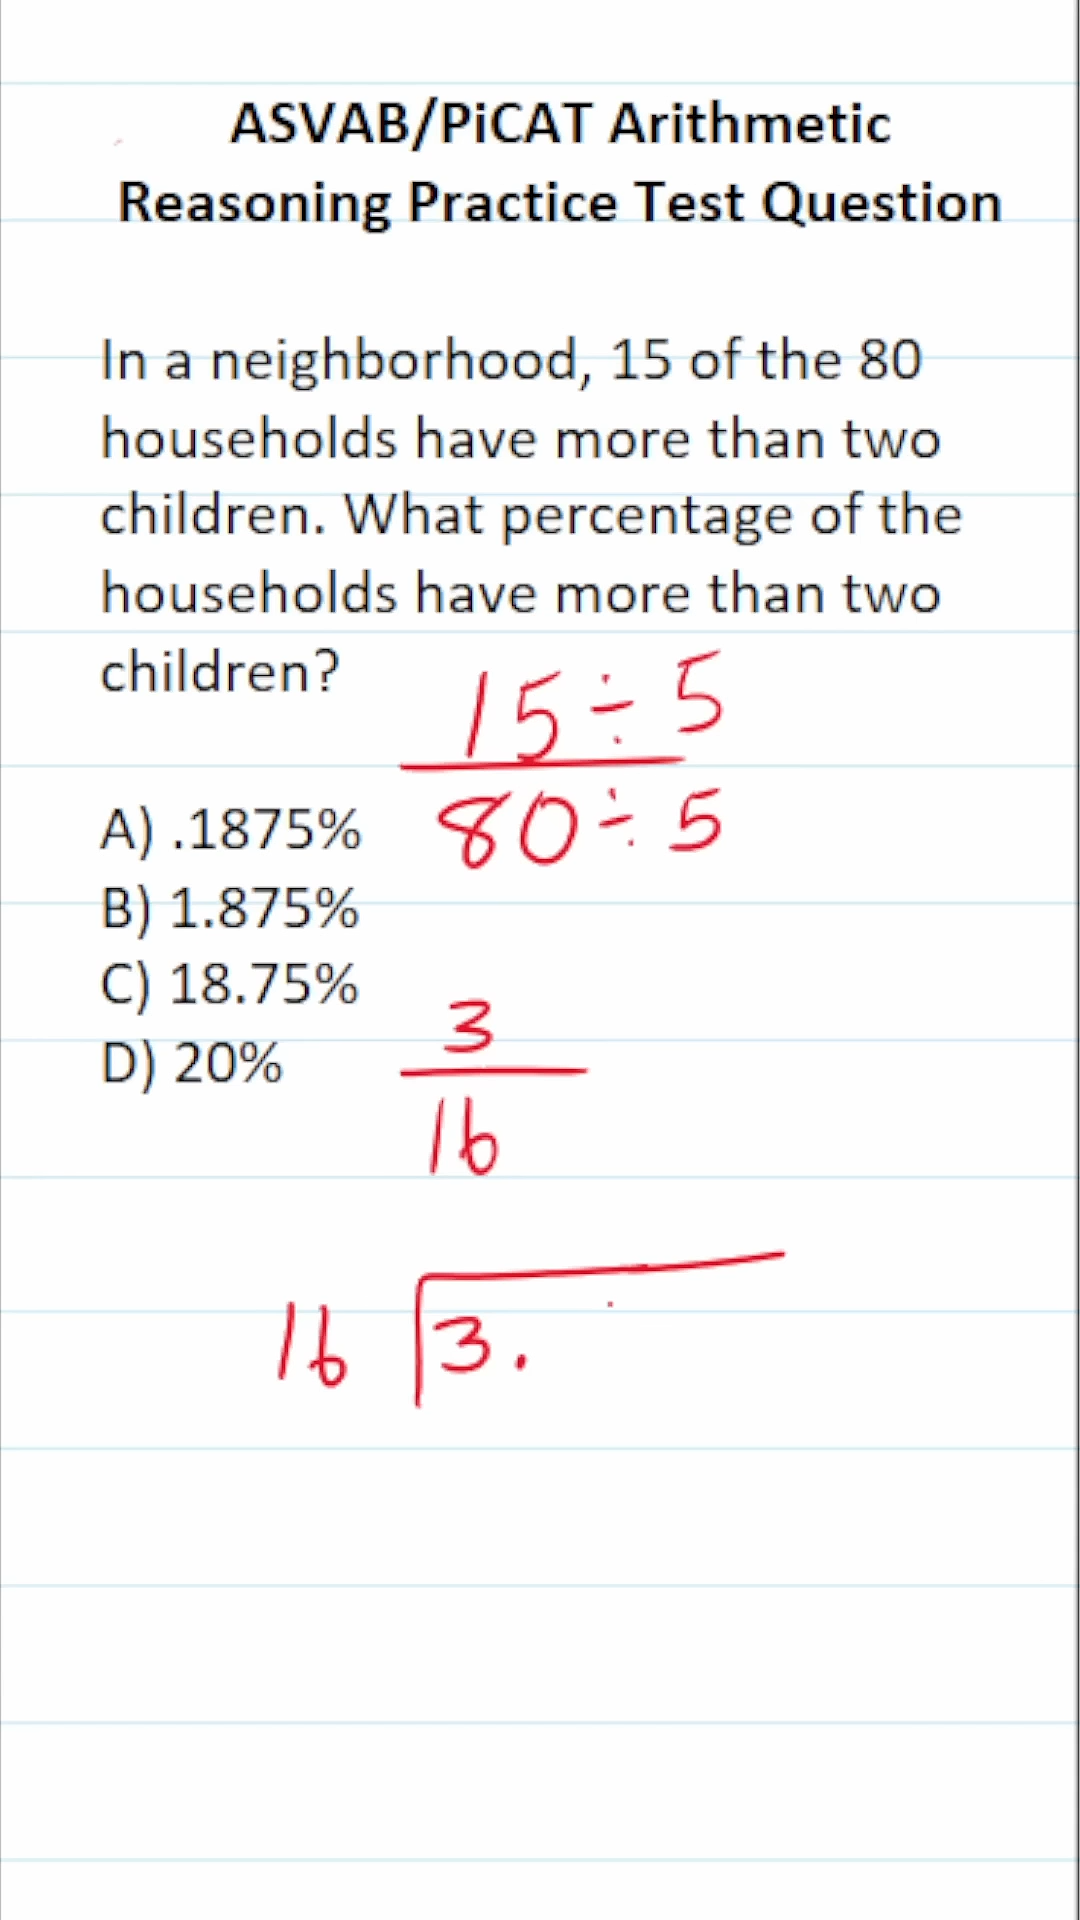 ASVAB/PiCAT Arithmetic
Reasoning Practice Test Question
In a neighborhood, 15 of the 80
households have more than two
children. What percentage of the
households have more than two
children?
15 ÷ 5
80 ÷ 5
A) .1875%
B) 1.875%
C) 18.75%
D) 20%
3
16
16 3.